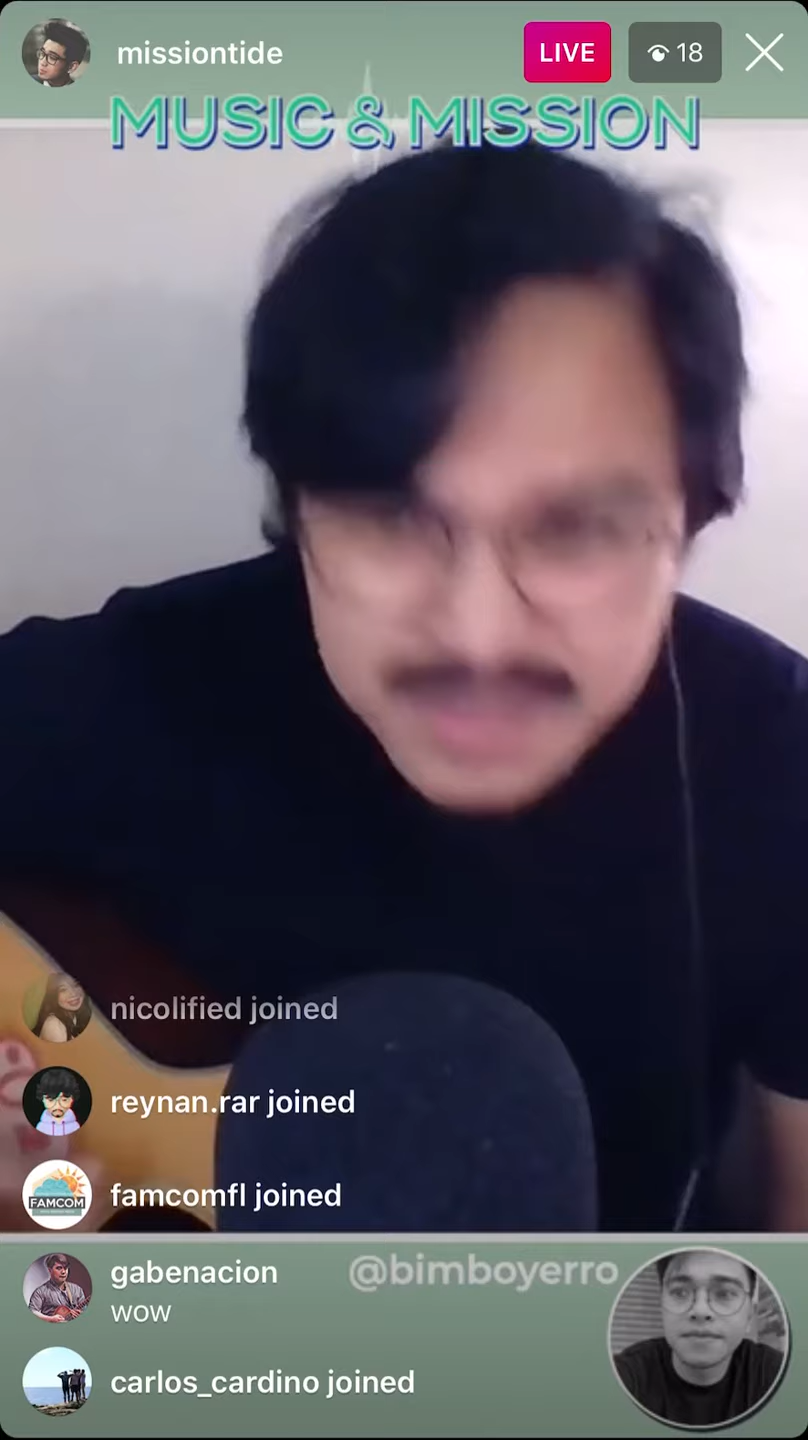 missiontide
LIVE
18
MUSIC & MISSION
nicolified joined
reynan.rar joined
FAMCOM
famcomfl joined
gabenacion
wow
@bimboyerro
carlos_cardino joined